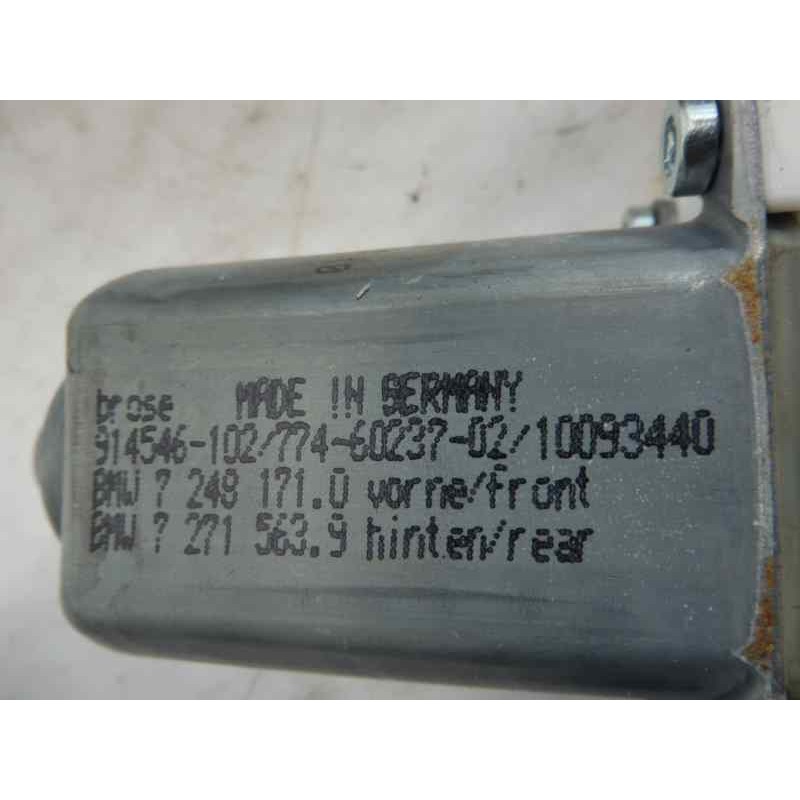 brose MADE IN GERMANY
914546-102/774-60237-02/10093440
BMW 7 248 171.0 vorne/front
BMW 7 271 563.9 hinten/rear